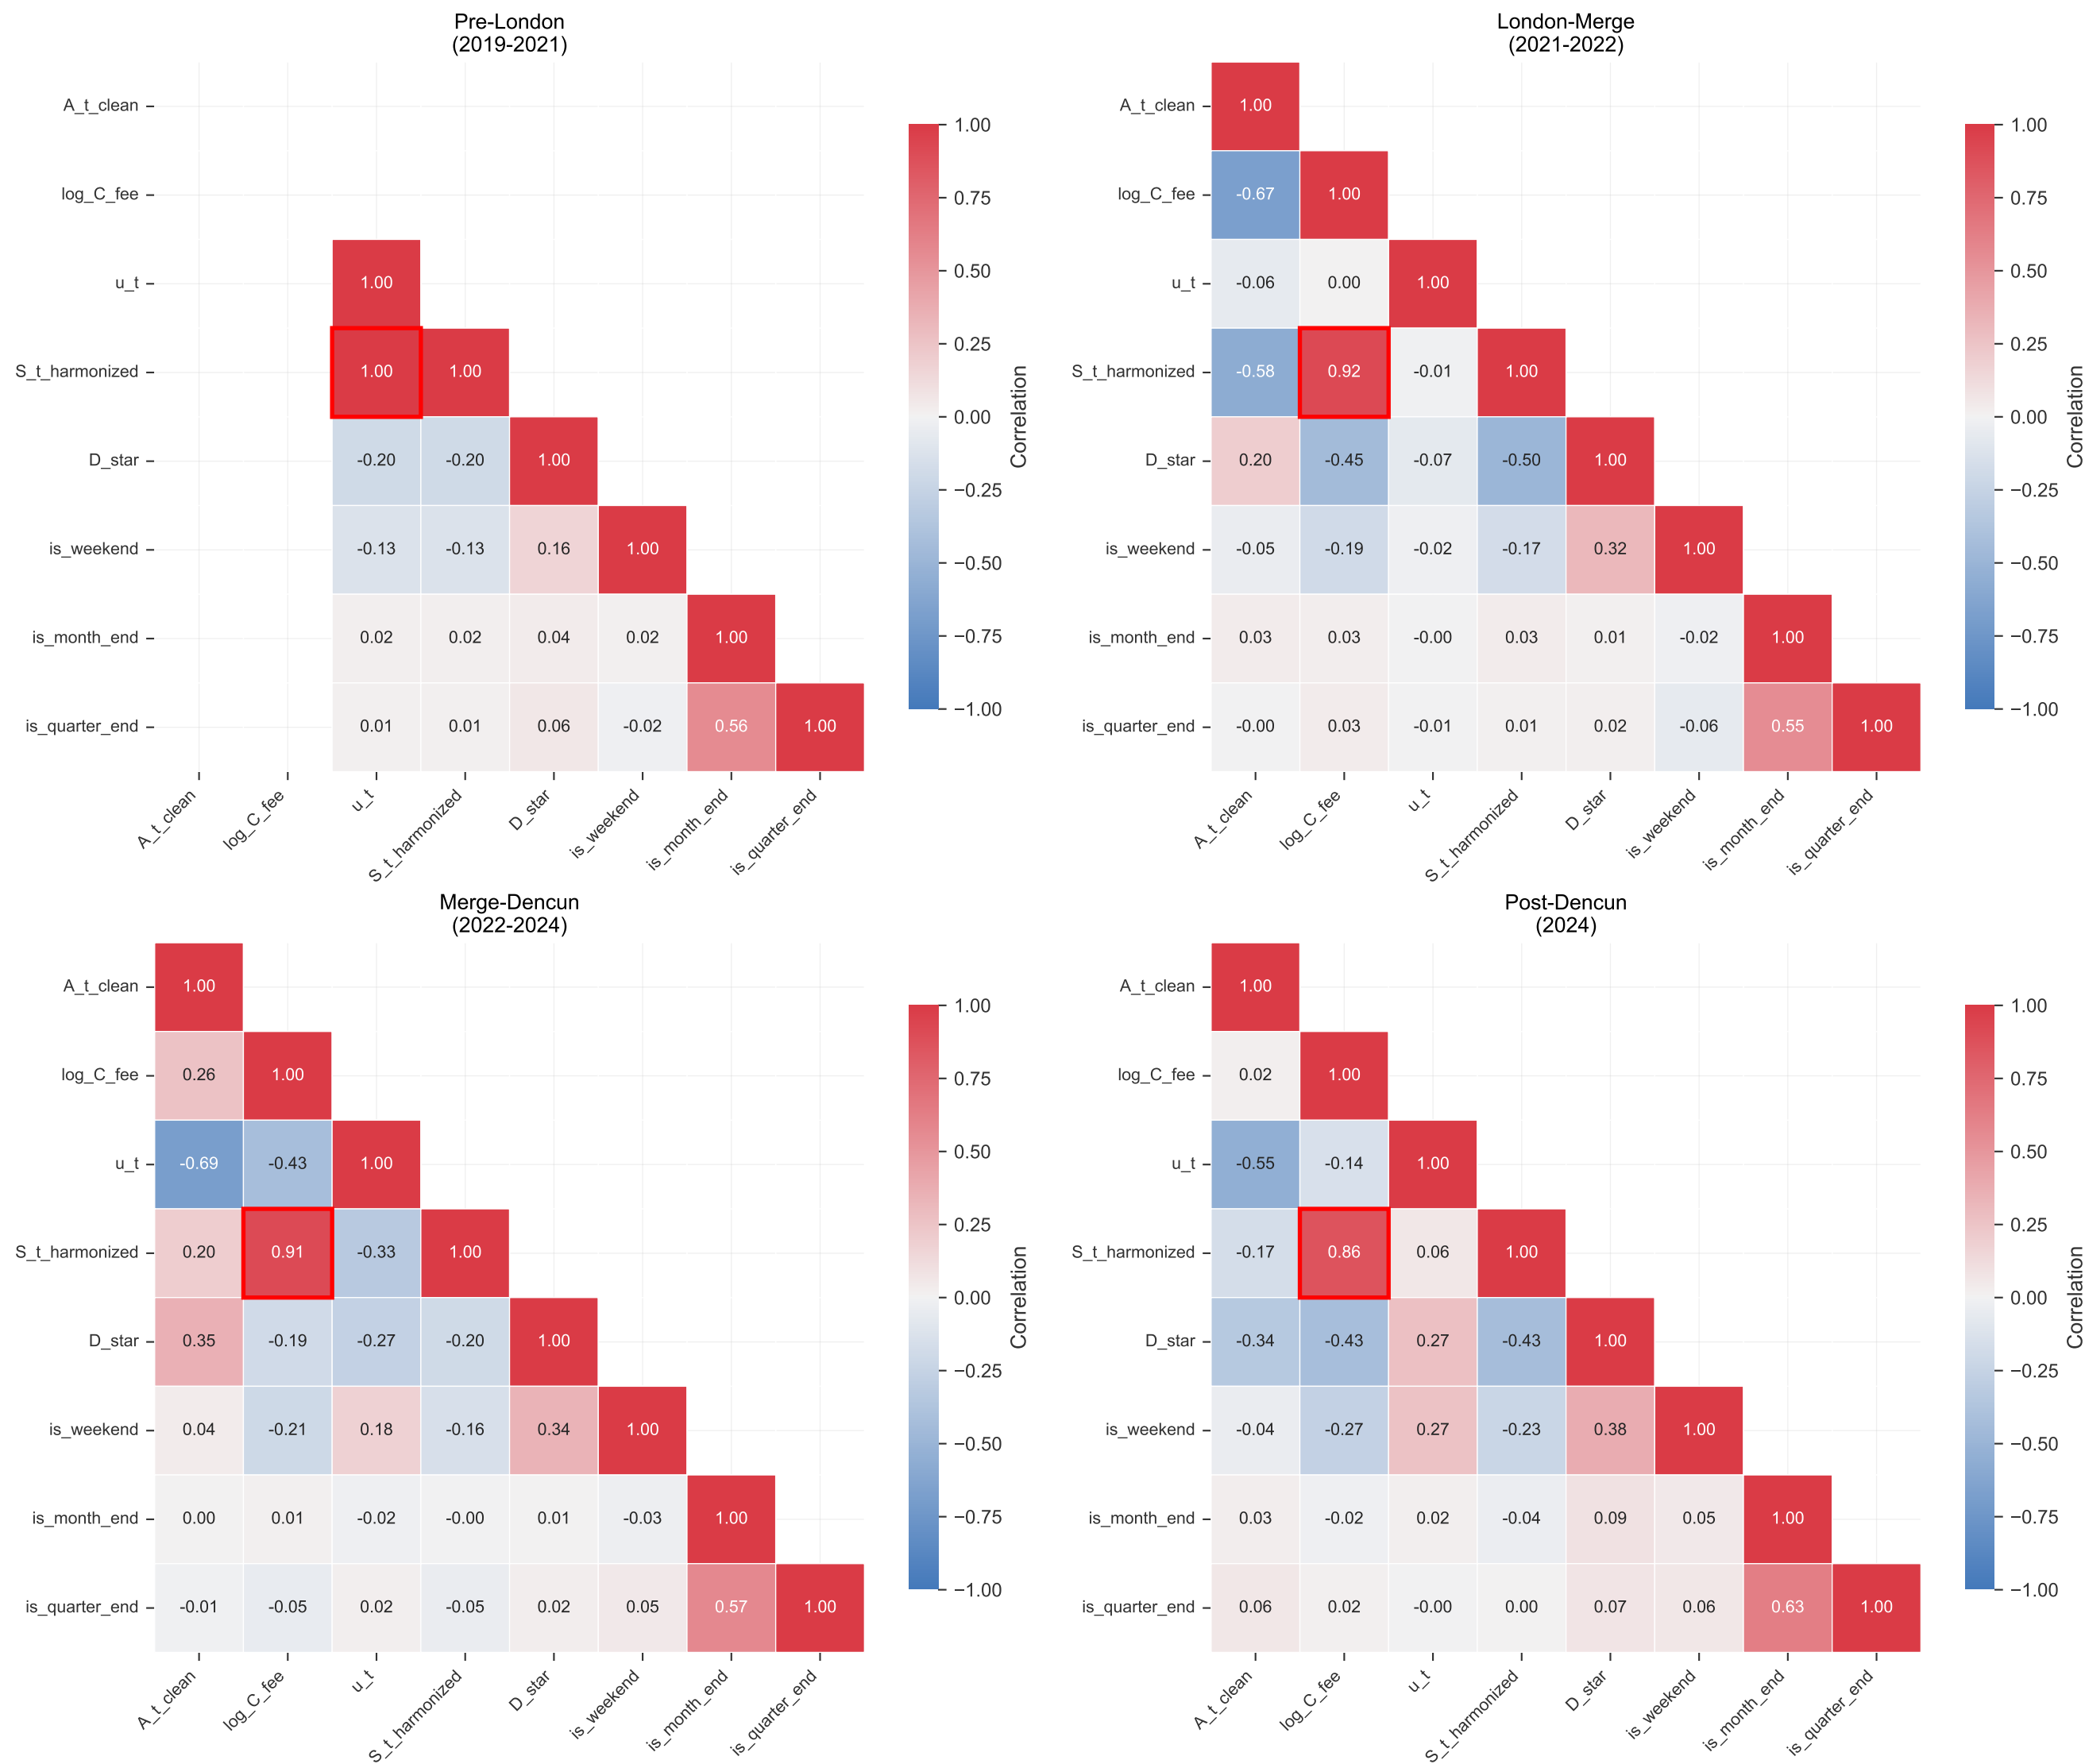 Pre-London
(2019-2021)
A_t_clean
log_C_fee
u_t 1.00
S_t_harmonized 1.00 1.00
D_star -0.20 -0.20 1.00
is_weekend -0.13 -0.13 0.16 1.00
is_month_end 0.02 0.02 0.04 0.02 1.00
is_quarter_end 0.01 0.01 0.06 -0.02 0.56 1.00
A_t_clean log_C_fee u_t S_t_harmonized D_star is_weekend is_month_end is_quarter_end
1.00
0.75
0.50
0.25
0.00
−0.25
−0.50
−0.75
−1.00
Correlation
London-Merge
(2021-2022)
A_t_clean 1.00
log_C_fee -0.67 1.00
u_t -0.06 0.00 1.00
S_t_harmonized -0.58 0.92 -0.01 1.00
D_star 0.20 -0.45 -0.07 -0.50 1.00
is_weekend -0.05 -0.19 -0.02 -0.17 0.32 1.00
is_month_end 0.03 0.03 -0.00 0.03 0.01 -0.02 1.00
is_quarter_end -0.00 0.03 -0.01 0.01 0.02 -0.06 0.55 1.00
A_t_clean log_C_fee u_t S_t_harmonized D_star is_weekend is_month_end is_quarter_end
1.00
0.75
0.50
0.25
0.00
−0.25
−0.50
−0.75
−1.00
Correlation
Merge-Dencun
(2022-2024)
A_t_clean 1.00
log_C_fee 0.26 1.00
u_t -0.69 -0.43 1.00
S_t_harmonized 0.20 0.91 -0.33 1.00
D_star 0.35 -0.19 -0.27 -0.20 1.00
is_weekend 0.04 -0.21 0.18 -0.16 0.34 1.00
is_month_end 0.00 0.01 -0.02 -0.00 0.01 -0.03 1.00
is_quarter_end -0.01 -0.05 0.02 -0.05 0.02 0.05 0.57 1.00
A_t_clean log_C_fee u_t S_t_harmonized D_star is_weekend is_month_end is_quarter_end
1.00
0.75
0.50
0.25
0.00
−0.25
−0.50
−0.75
−1.00
Correlation
Post-Dencun
(2024)
A_t_clean 1.00
log_C_fee 0.02 1.00
u_t -0.55 -0.14 1.00
S_t_harmonized -0.17 0.86 0.06 1.00
D_star -0.34 -0.43 0.27 -0.43 1.00
is_weekend -0.04 -0.27 0.27 -0.23 0.38 1.00
is_month_end 0.03 -0.02 0.02 -0.04 0.09 0.05 1.00
is_quarter_end 0.06 0.02 -0.00 0.00 0.07 0.06 0.63 1.00
A_t_clean log_C_fee u_t S_t_harmonized D_star is_weekend is_month_end is_quarter_end
1.00
0.75
0.50
0.25
0.00
−0.25
−0.50
−0.75
−1.00
Correlation